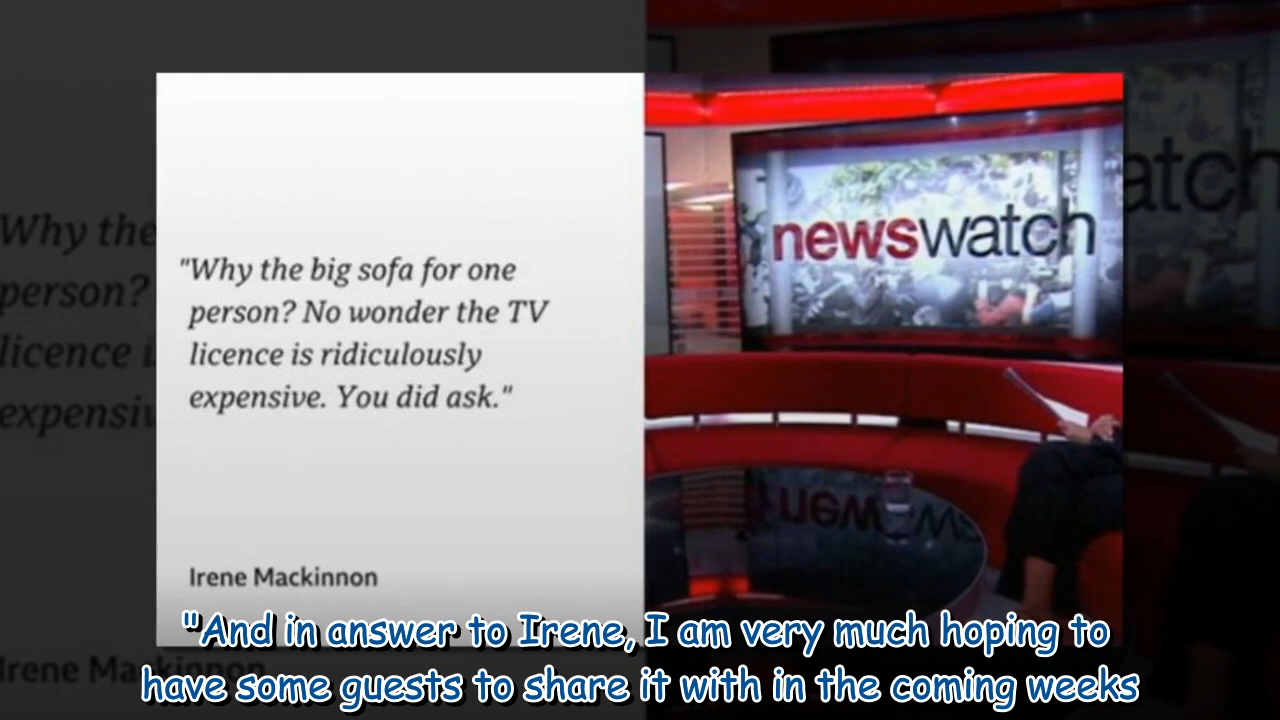 "Why the big sofa for one
person? No wonder the TV
licence is ridiculously
expensive. You did ask."
Irene Mackinnon
newswatch
"And in answer to Irene, I am very much hoping to
have some guests to share it with in the coming weeks